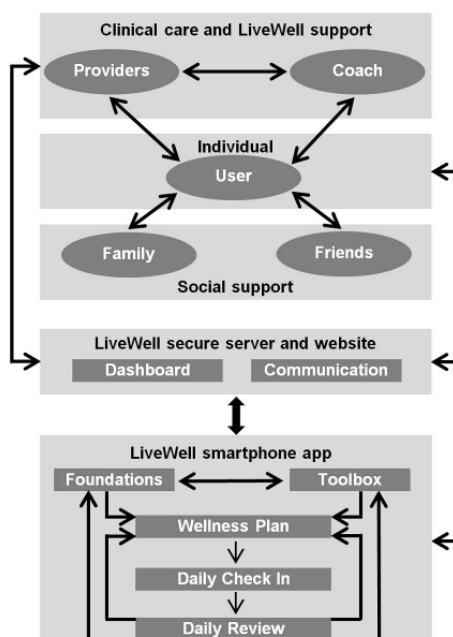 Clinical care and LiveWell support
Providers
Coach
Individual
User
Family
Friends
Social support
LiveWell secure server and website
Dashboard
Communication
LiveWell smartphone app
Foundations
Toolbox
Wellness Plan
Daily Check In
Daily Review